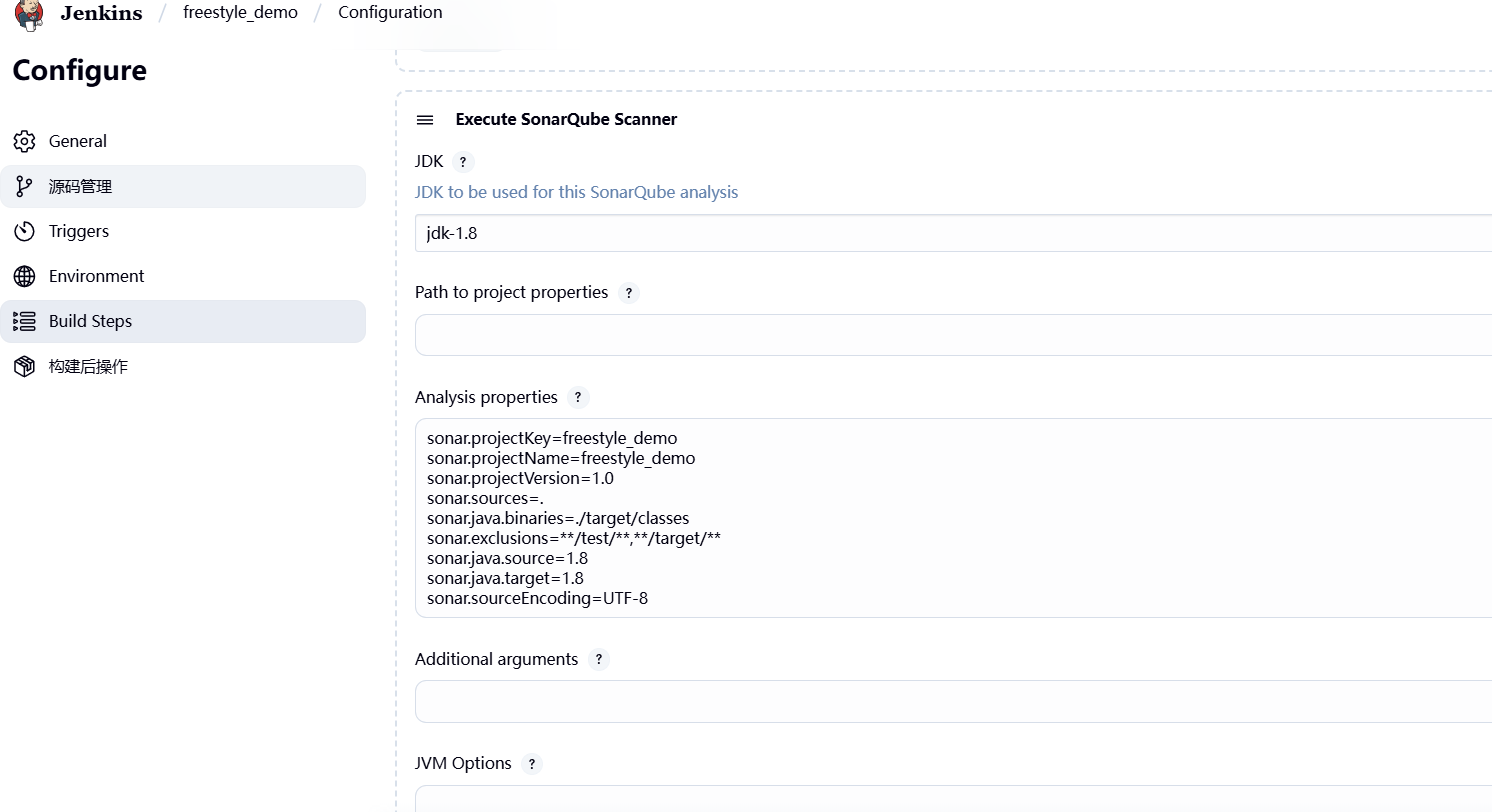 Jenkins / freestyle_demo / Configuration
Configure
General
源码管理
Triggers
Environment
Build Steps
构建后操作
Execute SonarQube Scanner
JDK ?
JDK to be used for this SonarQube analysis
jdk-1.8
Path to project properties ?
Analysis properties ?
sonar.projectKey=freestyle_demo
sonar.projectName=freestyle_demo
sonar.projectVersion=1.0
sonar.sources=.
sonar.java.binaries=./target/classes
sonar.exclusions=**/test/**,**/target/**
sonar.java.source=1.8
sonar.java.target=1.8
sonar.sourceEncoding=UTF-8
Additional arguments ?
JVM Options ?